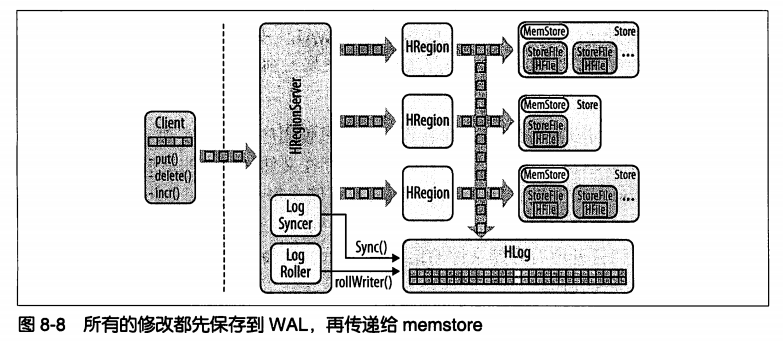 Client
- put()
- delete()
- incr()
HRegionServer
Log
Syncer
Log
Roller
Sync()
rollWriter()
HRegion
MemStore
Store
StoreFile
HFile
StoreFile
HFile
...
HRegion
MemStore
Store
StoreFile
HFile
HRegion
MemStore
Store
StoreFile
HFile
StoreFile
HFile
...
HLog
图 8-8 所有的修改都先保存到 WAL，再传递给 memstore